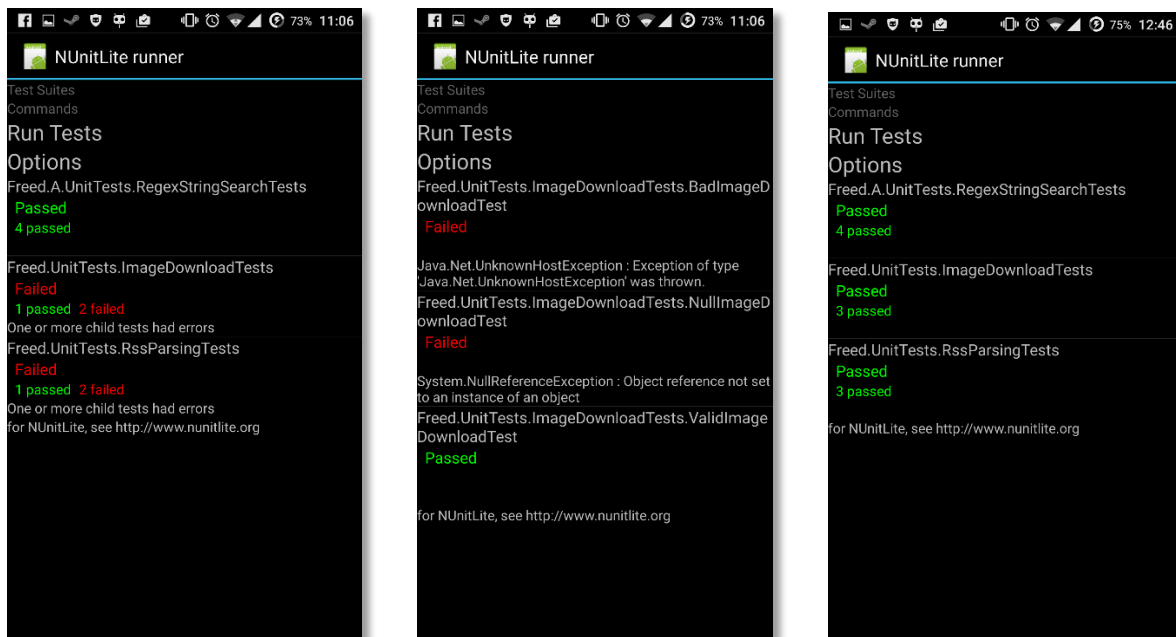 73% 11:06
NUnitLite runner
Test Suites
Commands
Run Tests
Options
Freed.A.UnitTests.RegexStringSearchTests
Passed
4 passed
Freed.UnitTests.ImageDownloadTests
Failed
1 passed 2 failed
One or more child tests had errors
Freed.UnitTests.RssParsingTests
Failed
1 passed 2 failed
One or more child tests had errors
for NUnitLite, see http://www.nunitlite.org
73% 11:06
NUnitLite runner
Test Suites
Commands
Run Tests
Options
Freed.UnitTests.ImageDownloadTests.BadImageD
ownloadTest
Failed
Java.Net.UnknownHostException : Exception of type
'Java.Net.UnknownHostException' was thrown.
Freed.UnitTests.ImageDownloadTests.NullImageD
ownloadTest
Failed
System.NullReferenceException : Object reference not set
to an instance of an object
Freed.UnitTests.ImageDownloadTests.ValidImage
DownloadTest
Passed
for NUnitLite, see http://www.nunitlite.org
75% 12:46
NUnitLite runner
Test Suites
Commands
Run Tests
Options
Freed.A.UnitTests.RegexStringSearchTests
Passed
4 passed
Freed.UnitTests.ImageDownloadTests
Passed
3 passed
Freed.UnitTests.RssParsingTests
Passed
3 passed
for NUnitLite, see http://www.nunitlite.org